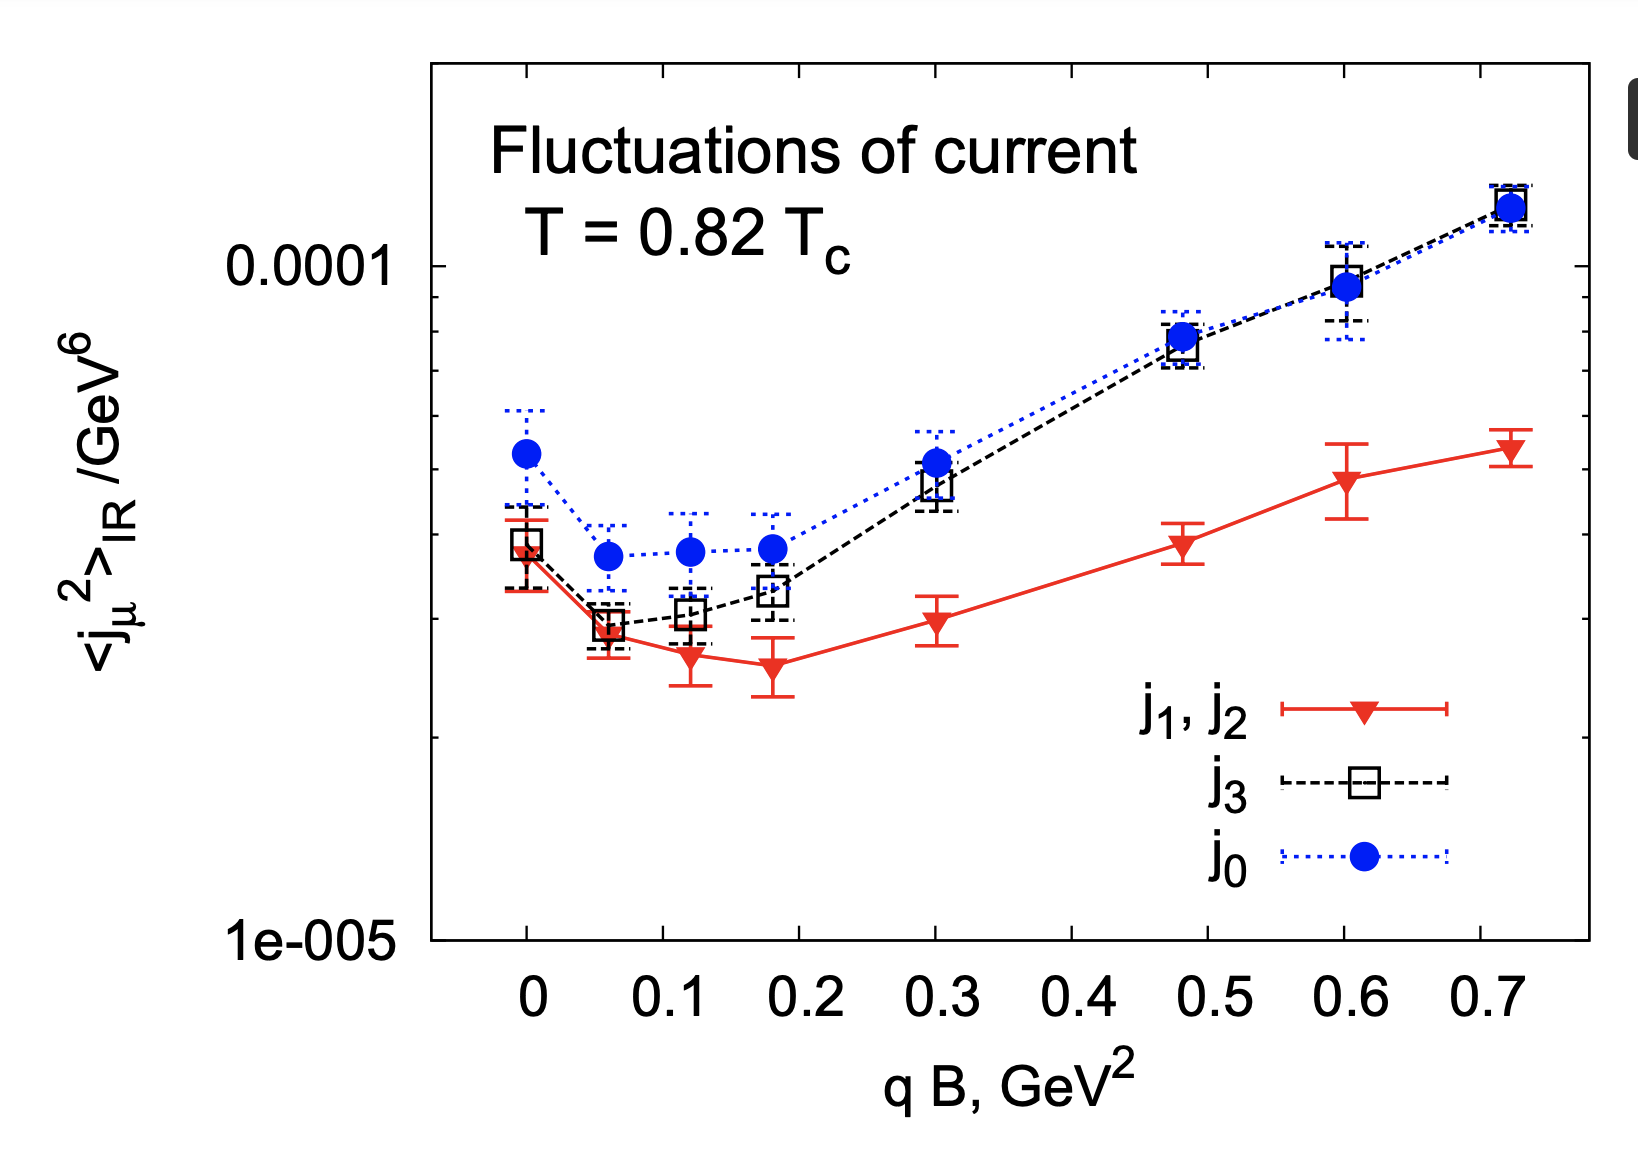 Fluctuations of current
T = 0.82 T_c
0.0001
1e-005
<j_μ^2>_IR /GeV^6
j_1, j_2
j_3
j_0
0 0.1 0.2 0.3 0.4 0.5 0.6 0.7
q B, GeV^2